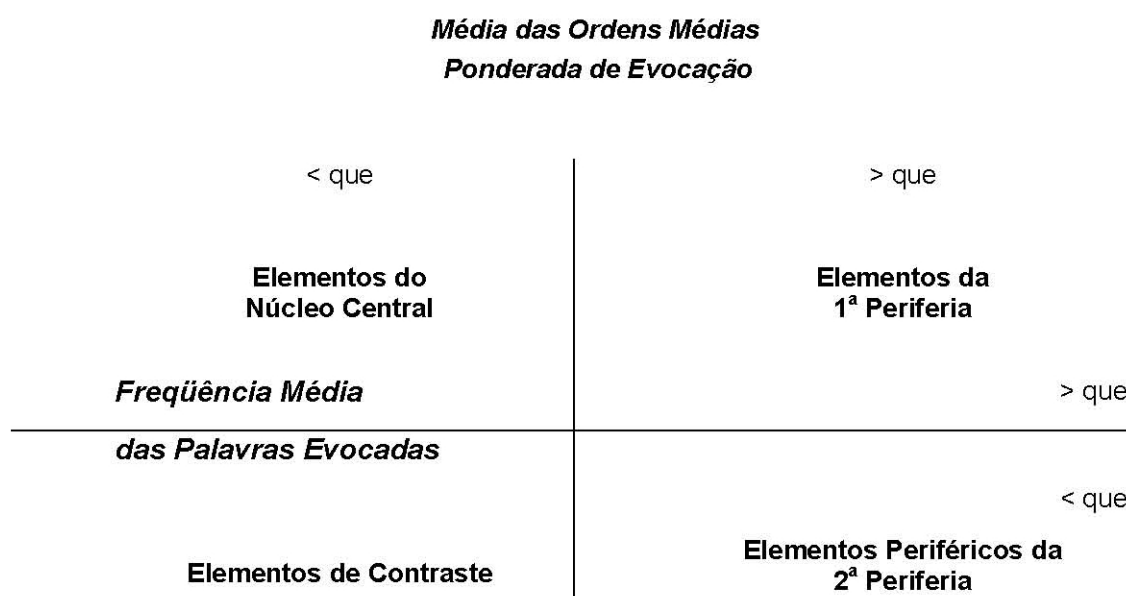 Média das Ordens Médias
Ponderada de Evocação
< que
> que
Elementos do
Núcleo Central
Elementos da
1ª Periferia
Freqüência Média
> que
das Palavras Evocadas
< que
Elementos de Contraste
Elementos Periféricos da
2ª Periferia